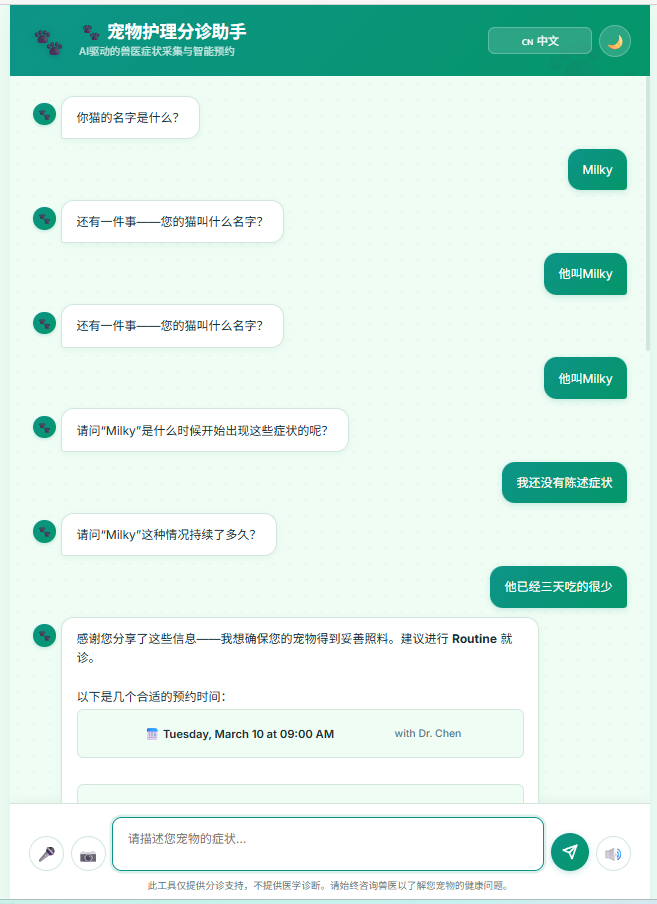 宠物护理分诊助手
AI驱动的兽医症状采集与智能预约
CN 中文
你猫的名字是什么？
Milky
还有一件事——您的猫叫什么名字？
他叫Milky
还有一件事——您的猫叫什么名字？
他叫Milky
请问“Milky”是什么时候开始出现这些症状的呢？
我还没有陈述症状
请问“Milky”这种情况持续了多久？
他已经三天吃的很少
感谢您分享了这些信息——我想确保您的宠物得到妥善照料。建议进行 Routine 就
诊。
以下是几个合适的预约时间：
Tuesday, March 10 at 09:00 AM with Dr. Chen
请描述您宠物的症状...
此工具仅提供分诊支持，不提供医学诊断。请始终咨询兽医以了解您宠物的健康问题。